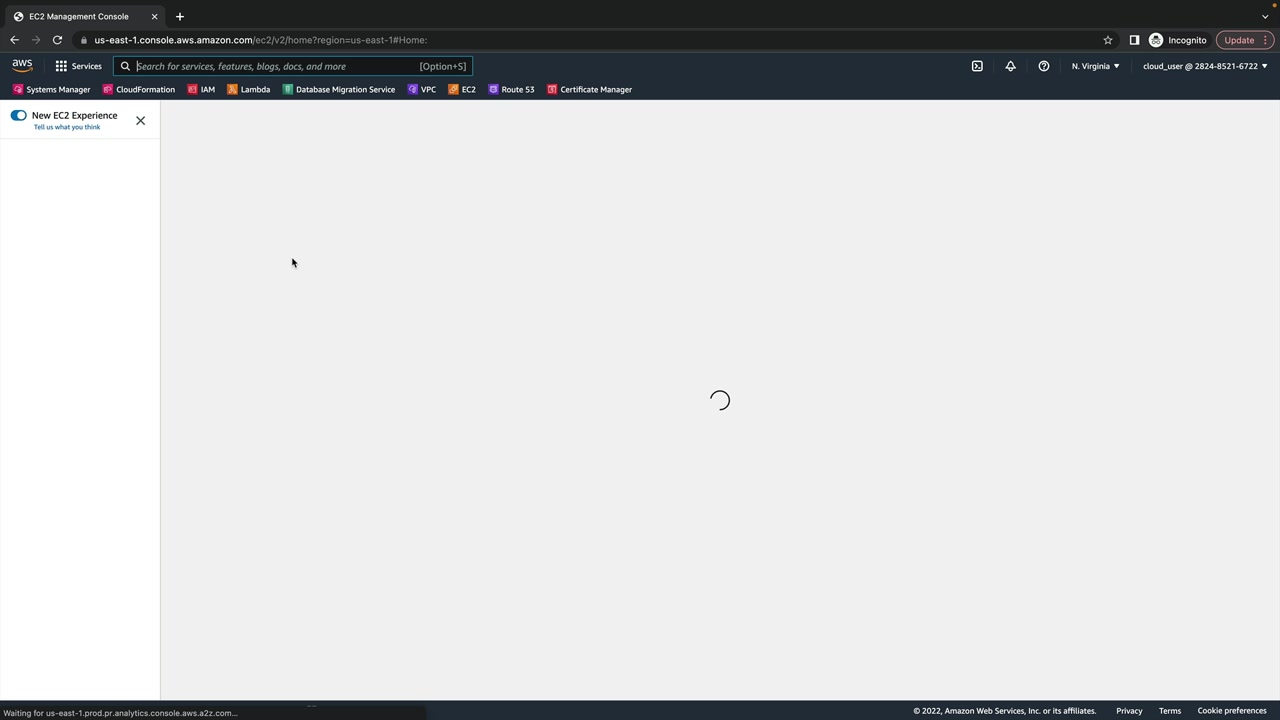 EC2 Management Console
us-east-1.console.aws.amazon.com/ec2/v2/home?region=us-east-1#Home:
Incognito
Update
aws
Services
Search for services, features, blogs, docs, and more
[Option+S]
N. Virginia
cloud_user @ 2824-8521-6722
Systems Manager
CloudFormation
IAM
Lambda
Database Migration Service
VPC
EC2
Route 53
Certificate Manager
New EC2 Experience
Tell us what you think
Waiting for us-east-1.prod.pr.analytics.console.aws.a2z.com...
© 2022, Amazon Web Services, Inc. or its affiliates.
Privacy
Terms
Cookie preferences